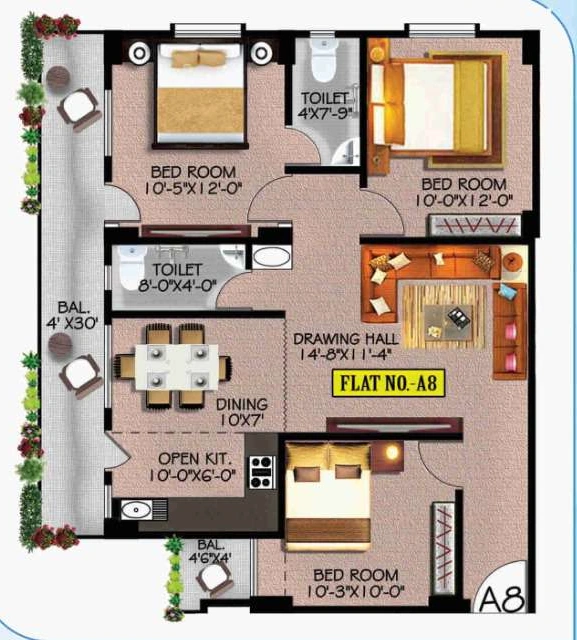 TOILET
4'X7'-9"
BED ROOM
10'-5"X12'-0"
BED ROOM
10'-0"X12'-0"
TOILET
8'-0"X4'-0"
BAL.
4' X30'
DRAWING HALL
14'-8"X11'-4"
FLAT NO.-A8
DINING
10'X7'
OPEN KIT.
10'-0"X6'-0"
BAL.
4'6"X4'
BED ROOM
10'-3"X10'-0"
A8